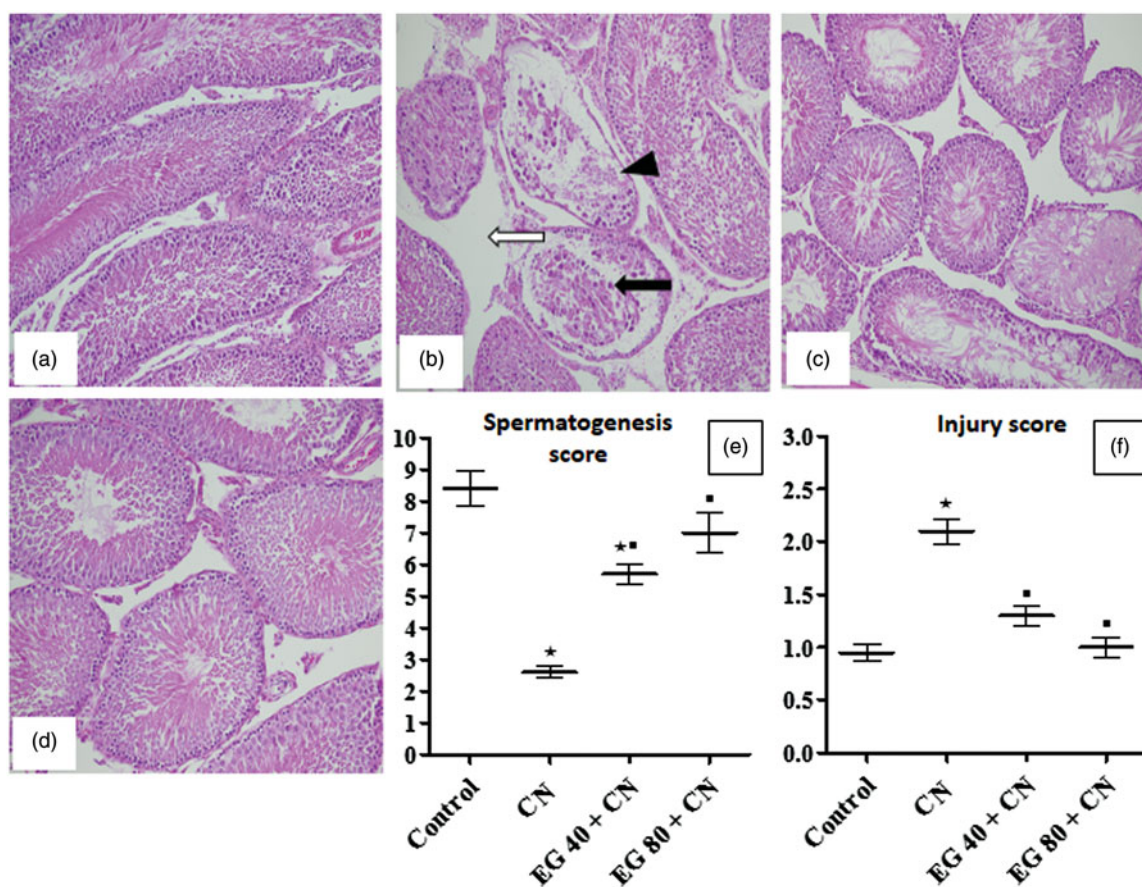 (a)
(b)
(c)
(d)
Spermatogenesis
score
(e)
10
9
8
7
6
5
4
3
2
1
0
★
★ ■
■
Control
CN
EG 40 + CN
EG 80 + CN
Injury score
(f)
3.0
2.5
2.0
1.5
1.0
0.5
0.0
★
■
■
Control
CN
EG 40 + CN
EG 80 + CN